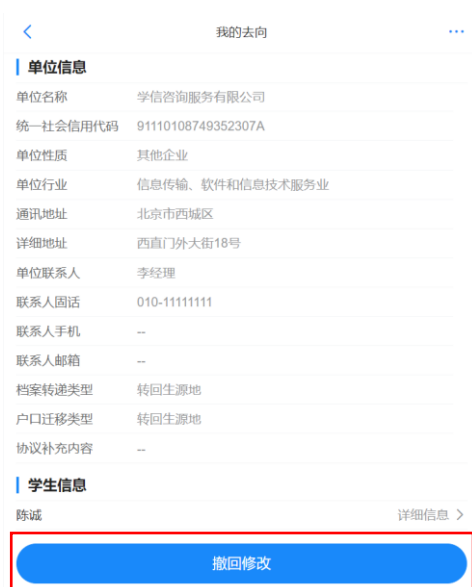 我的去向
单位信息
单位名称 学信咨询服务有限公司
统一社会信用代码 91110108749352307A
单位性质 其他企业
单位行业 信息传输、软件和信息技术服务业
通讯地址 北京市西城区
详细地址 西直门外大街18号
单位联系人 李经理
联系人固话 010-11111111
联系人手机 --
联系人邮箱 --
档案转递类型 转回生源地
户口迁移类型 转回生源地
协议补充内容 --
学生信息
陈诚 详细信息
撤回修改